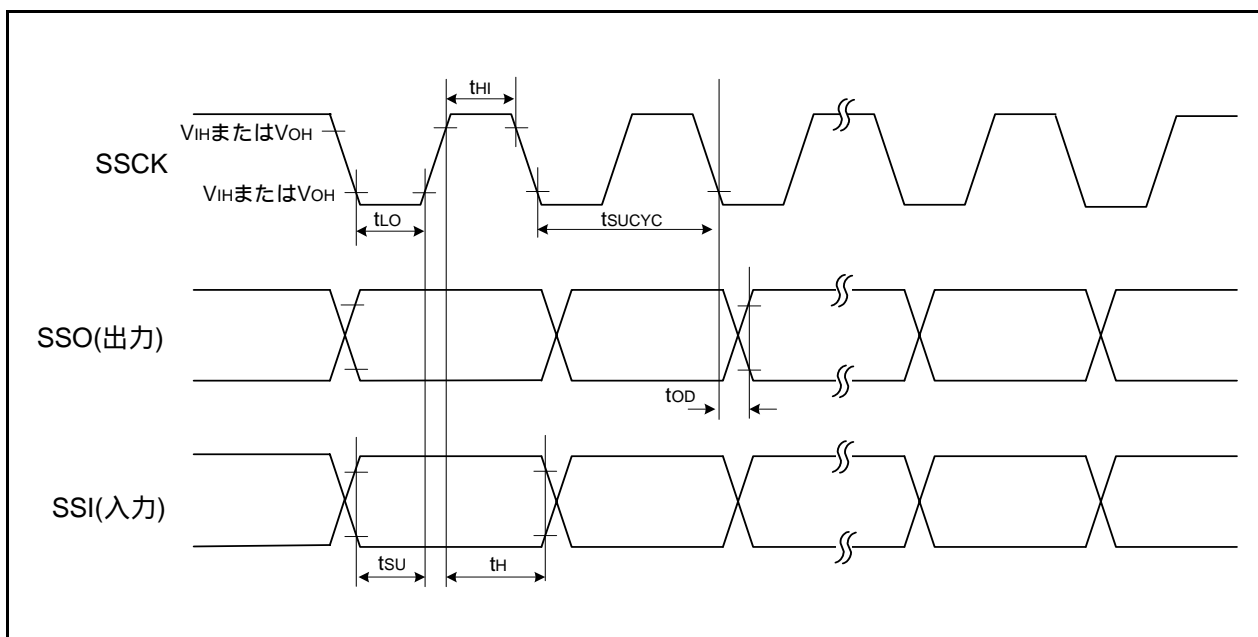 tHI
VIHまたはVOH
SSCK
VIHまたはVOH
tLO
tSUCYC
SSO(出力)
tOD
SSI(入力)
tSU
tH